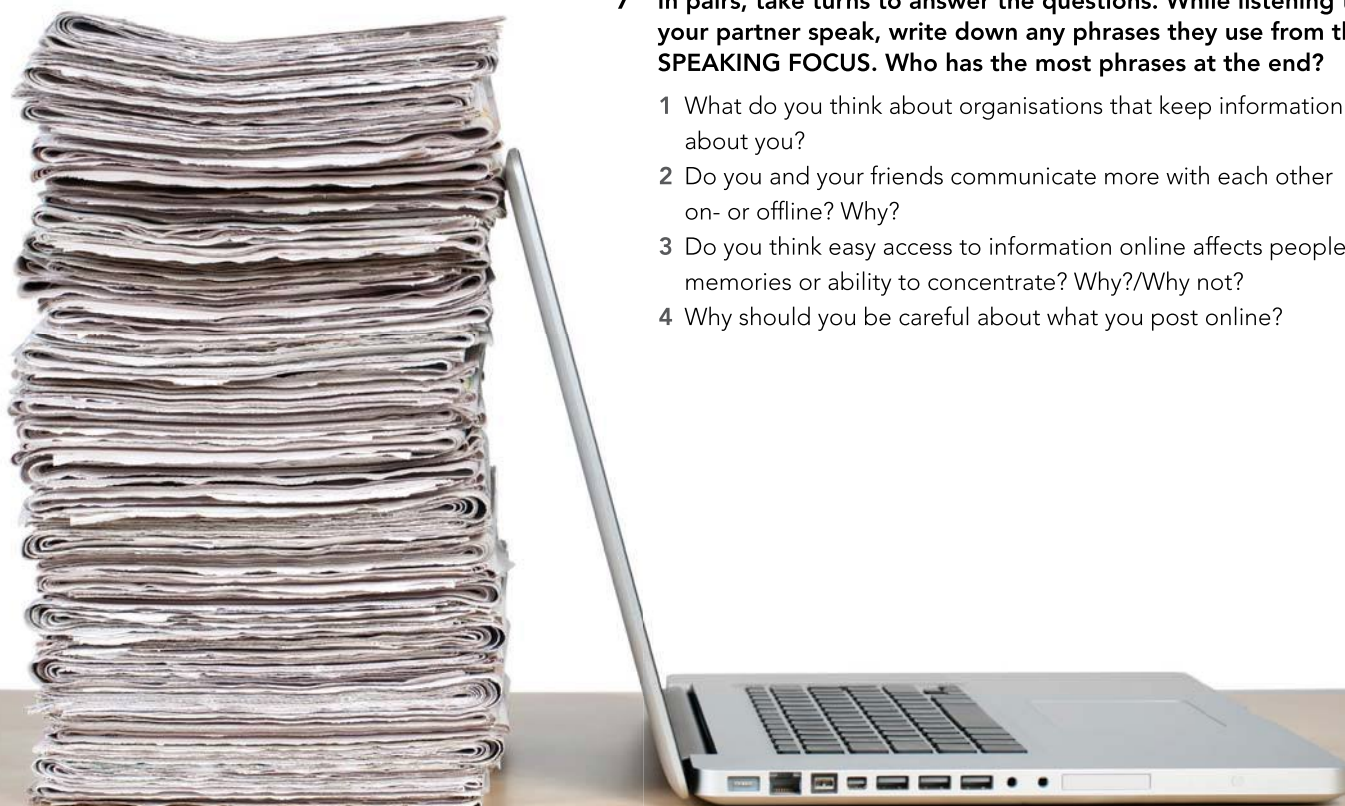 7 In pairs, take turns to answer the questions. While listening
your partner speak, write down any phrases they use from
SPEAKING FOCUS. Who has the most phrases at the end?
1 What do you think about organisations that keep information
about you?
2 Do you and your friends communicate more with each other
on- or offline? Why?
3 Do you think easy access to information online affects people
memories or ability to concentrate? Why?/Why not?
4 Why should you be careful about what you post online?